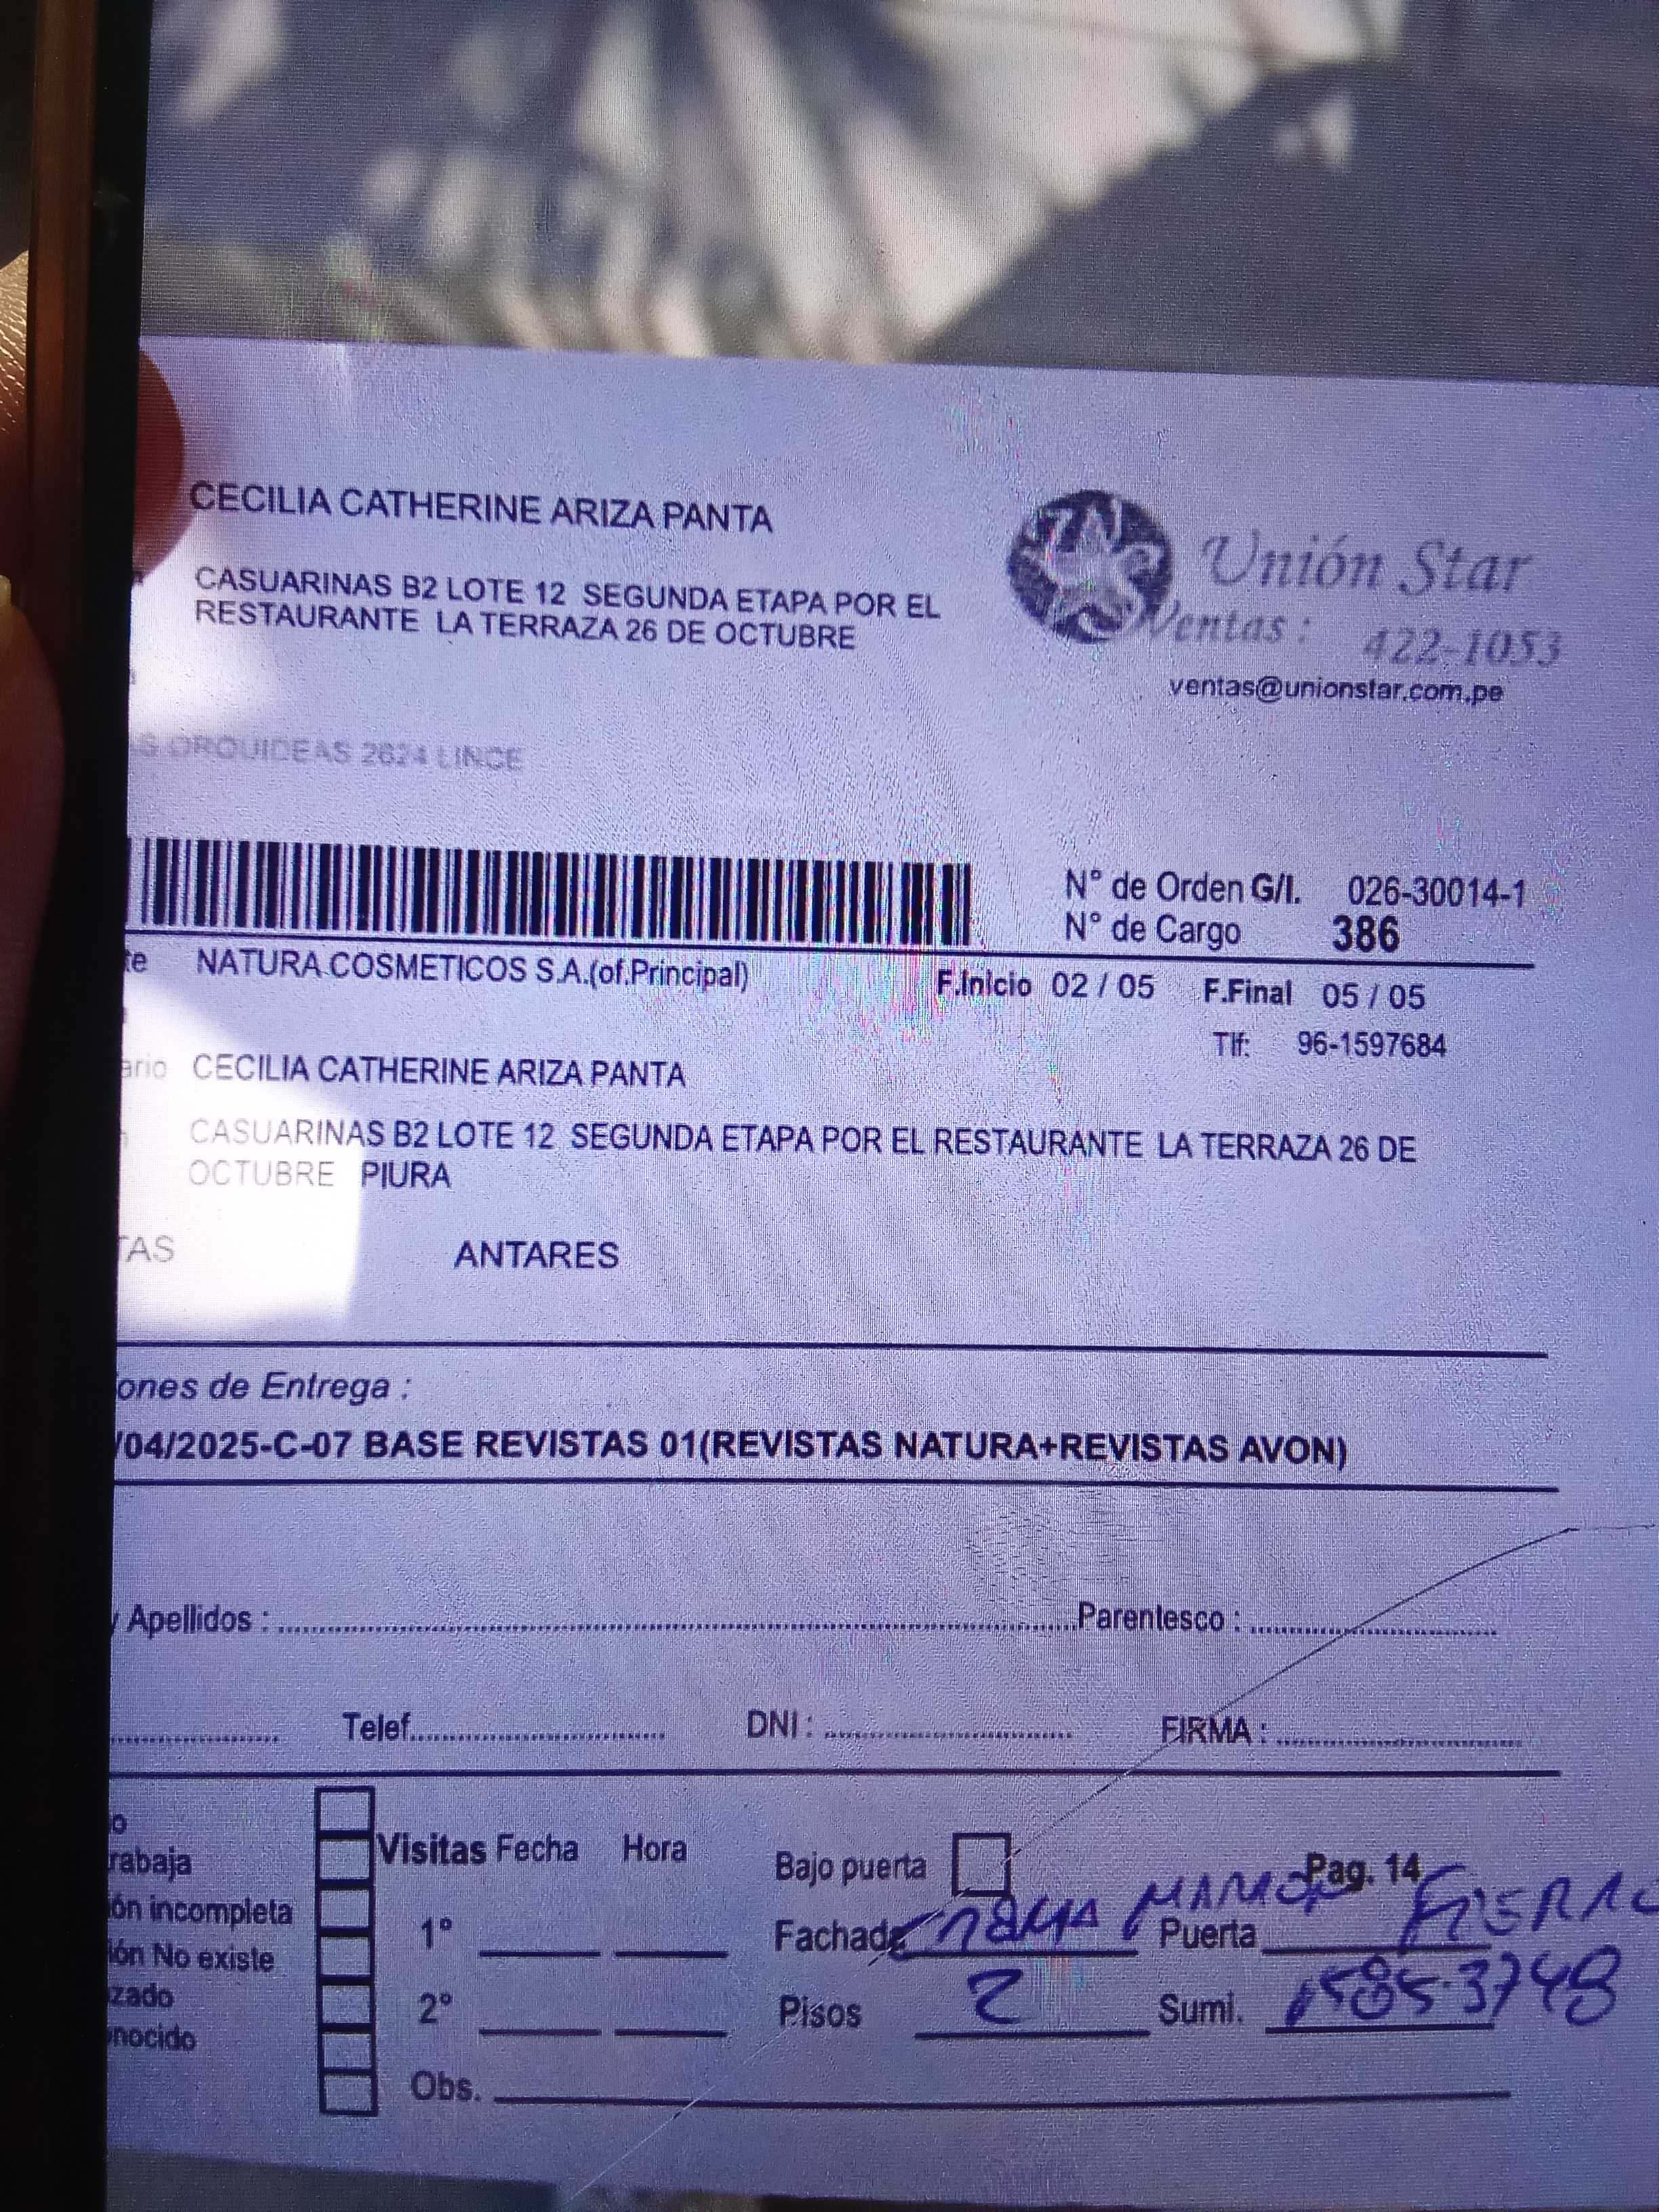 CECILIA CATHERINE ARIZA PANTA
CASUARINAS B2 LOTE 12 SEGUNDA ETAPA POR EL
RESTAURANTE LA TERRAZA 26 DE OCTUBRE
Unión Star
Ventas : 422-1053
ventas@unionstar.com.pe
S ORQUIDEAS 2624 LINCE
N° de Orden G/I. 026-30014-1
N° de Cargo 386
te NATURA COSMETICOS S.A.(of.Principal) F.Inicio 02 / 05 F.Final 05 / 05
Tlf: 96-1597684
ario CECILIA CATHERINE ARIZA PANTA
CASUARINAS B2 LOTE 12 SEGUNDA ETAPA POR EL RESTAURANTE LA TERRAZA 26 DE
OCTUBRE PIURA
TAS ANTARES
ones de Entrega :
/04/2025-C-07 BASE REVISTAS 01(REVISTAS NATURA+REVISTAS AVON)
y Apellidos : Parentesco :
Telef. DNI : FIRMA :
o
rabaja
ón incompleta
ión No existe
zado
nocido
Visitas Fecha Hora
1°
2°
Obs.
Bajo puerta Pag. 14
Fachada Puerta
Pisos 2 Sumi.